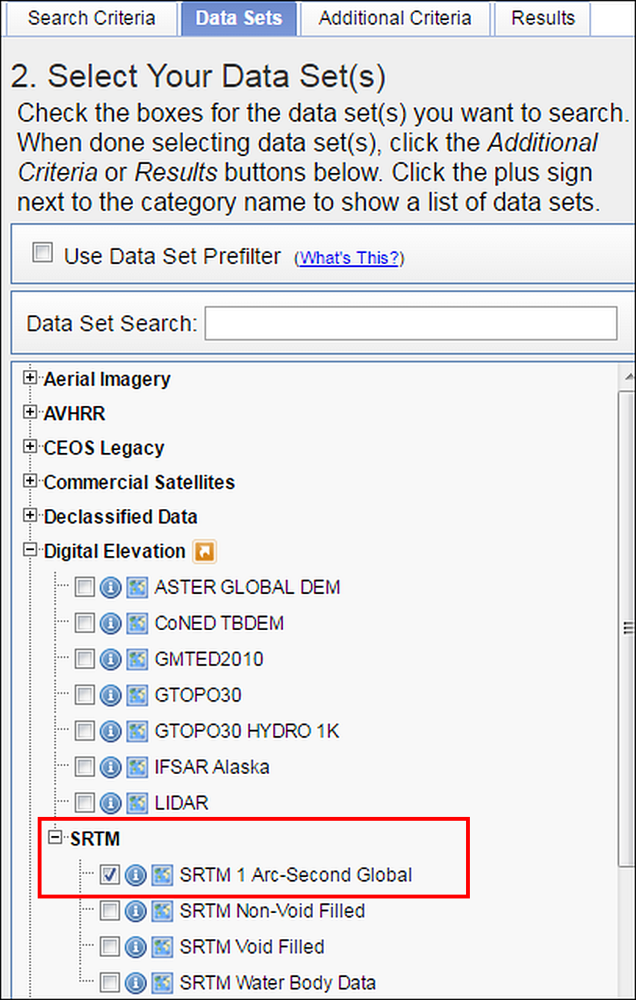 Search Criteria Data Sets Additional Criteria Results
2. Select Your Data Set(s)
Check the boxes for the data set(s) you want to search.
When done selecting data set(s), click the Additional
Criteria or Results buttons below. Click the plus sign
next to the category name to show a list of data sets.
Use Data Set Prefilter (What's This?)
Data Set Search:
Aerial Imagery
AVHRR
CEOS Legacy
Commercial Satellites
Declassified Data
Digital Elevation
ASTER GLOBAL DEM
CoNED TBDEM
GMTED2010
GTOPO30
GTOPO30 HYDRO 1K
IFSAR Alaska
LIDAR
SRTM
SRTM 1 Arc-Second Global
SRTM Non-Void Filled
SRTM Void Filled
SRTM Water Body Data